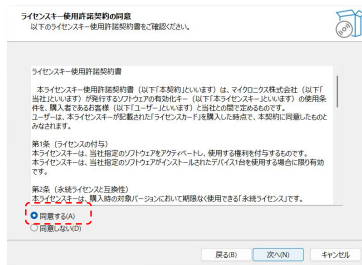 ライセンスキー使用許諾契約の同意
以下のライセンスキー使用許諾契約書をご確認ください。
ライセンスキー使用許諾契約書
本ライセンスキー使用許諾契約書（以下「本契約」といいます）は、マイクロニクス株式会社（以下「
当社」といいます）が発行するソフトウェアの有効化キー（以下「本ライセンスキー」といいます）の使用条
件を、購入者であるお客様（以下「ユーザー」といいます）と当社との間で定めるものです。
ユーザーは、本ライセンスキーが記載された「ライセンスカード」を購入した時点で、本契約に同意したものと
みなされます。
第1条（ライセンスの付与）
本ライセンスキーは、当社指定のソフトウェアをアクティベートし、使用する権利を付与するものです。
本ライセンスキーは、当社指定のソフトウェアがインストールされたデバイス1台を使用する場合に限り有効
です。
第2条（永続ライセンスと互換性）
本ライセンスキーは、購入時の対象バージョンにおいて期限なく使用できる「永続ライセンス」です。
同意する(A)
同意しない(D)
戻る(B)
次へ(N)
キャンセル